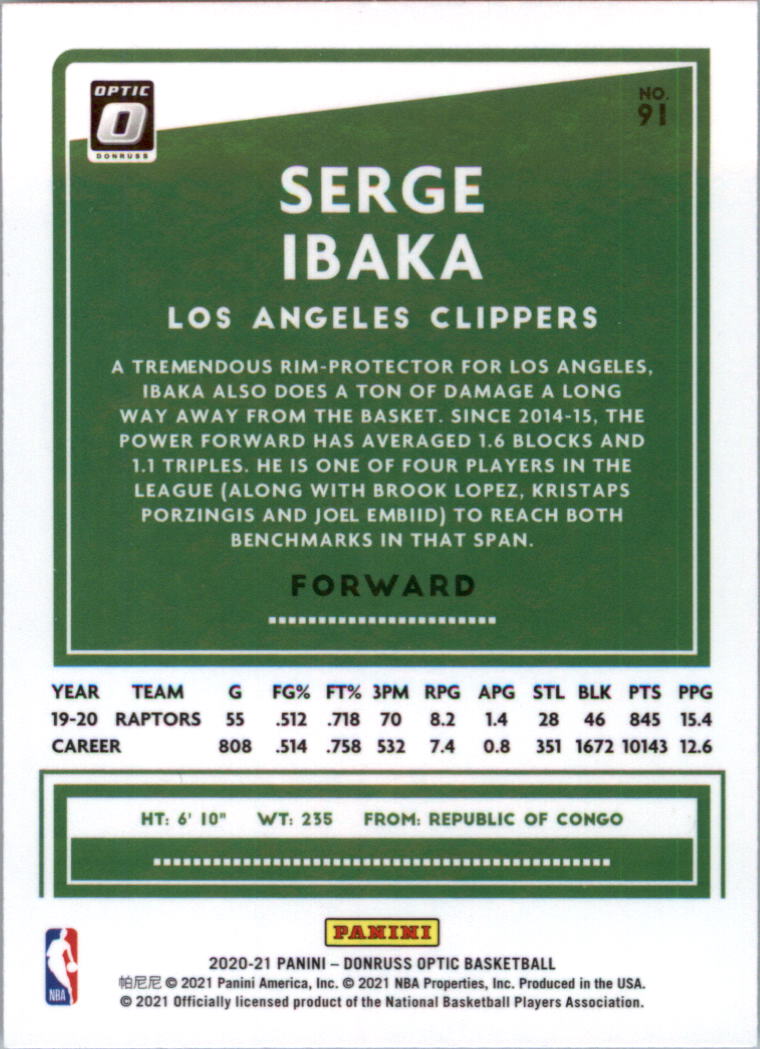 OPTIC
DONRUSS
NO.
91
SERGE
IBAKA
LOS ANGELES CLIPPERS
A TREMENDOUS RIM-PROTECTOR FOR LOS ANGELES,
IBAKA ALSO DOES A TON OF DAMAGE A LONG
WAY AWAY FROM THE BASKET. SINCE 2014-15, THE
POWER FORWARD HAS AVERAGED 1.6 BLOCKS AND
1.1 TRIPLES. HE IS ONE OF FOUR PLAYERS IN THE
LEAGUE (ALONG WITH BROOK LOPEZ, KRISTAPS
PORZINGIS AND JOEL EMBIID) TO REACH BOTH
BENCHMARKS IN THAT SPAN.
FORWARD
YEAR TEAM G FG% FT% 3PM RPG APG STL BLK PTS PPG
19-20 RAPTORS 55 .512 .718 70 8.2 1.4 28 46 845 15.4
CAREER 808 .514 .758 532 7.4 0.8 351 1672 10143 12.6
HT: 6' 10" WT: 235 FROM: REPUBLIC OF CONGO
PANINI
NBA
2020-21 PANINI – DONRUSS OPTIC BASKETBALL
帕尼尼 © 2021 Panini America, Inc. © 2021 NBA Properties, Inc. Produced in the USA.
© 2021 Officially licensed product of the National Basketball Players Association.